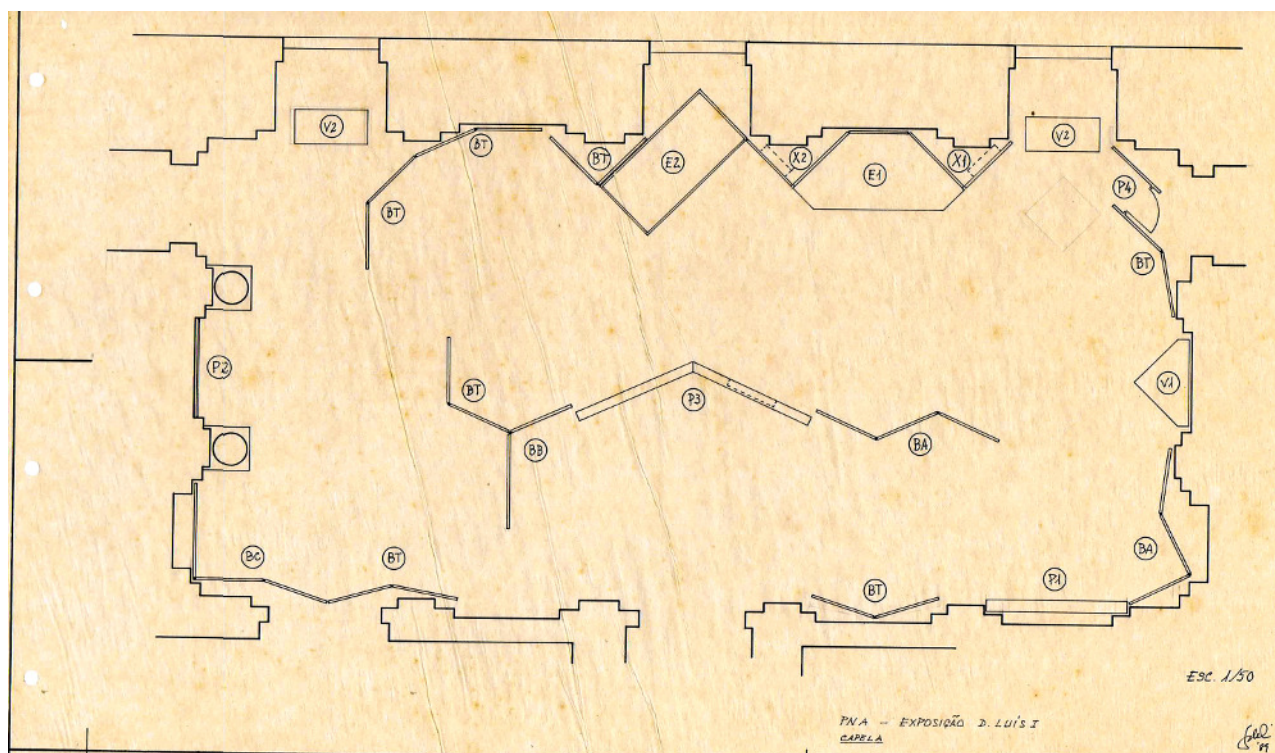 V2
V2
BT
BT
E2
X2
E1
X1
P4
BT
BT
P2
V1
BT
P3
BB
BA
BC
BT
BT
P1
BA
ESC. 1/50
PNA – EXPOSIÇÃO D. LUÍS I
CAPELA